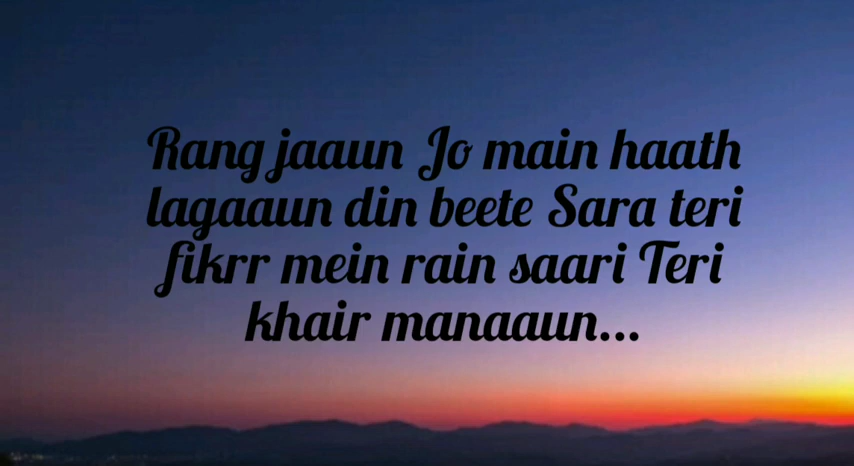 Rang jaaun Jo main haath
lagaaun din beete Sara teri
fikrr mein rain saari Teri
khair manaaun...